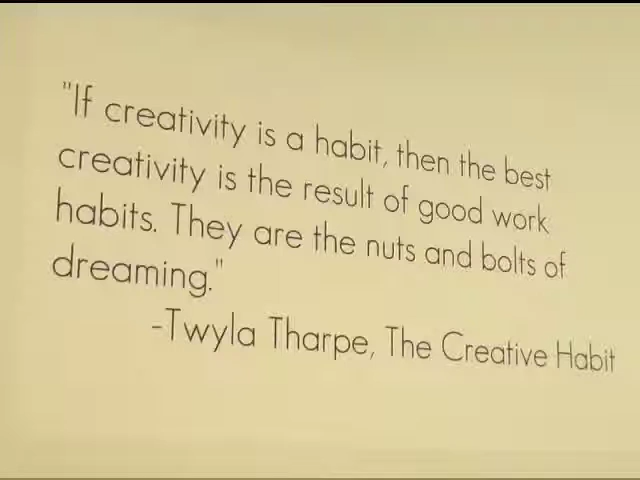 "If creativity is a habit, then the best
creativity is the result of good work
habits. They are the nuts and bolts of
dreaming."
-Twyla Tharpe, The Creative Habit